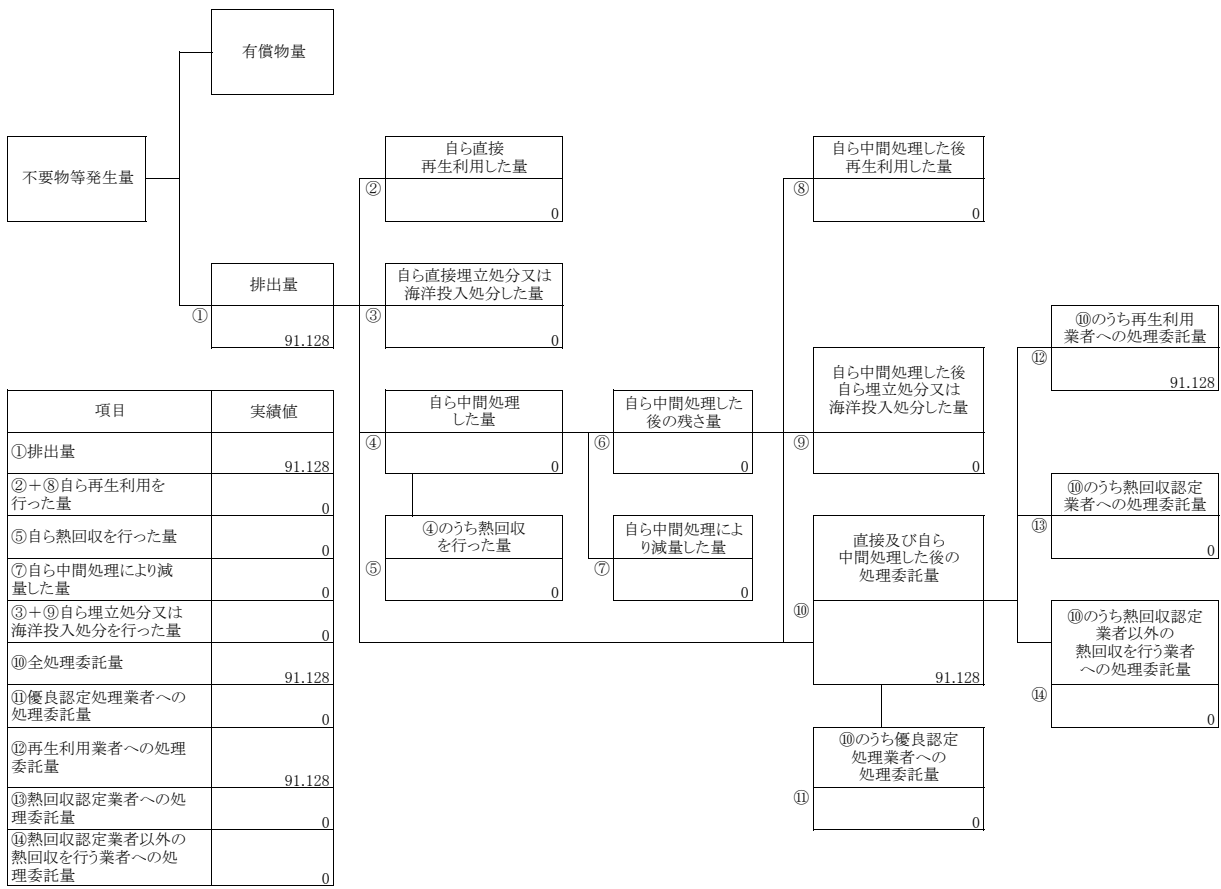 有償物量
不要物等発生量
自ら直接
再生利用した量
②
0
自ら中間処理した後
再生利用した量
⑧
0
排出量
①
91.128
自ら直接埋立処分又は
海洋投入処分した量
③
0
⑩のうち再生利用
業者への処理委託量
⑫
91.128
自ら中間処理
した量
④
0
自ら中間処理した
後の残さ量
⑥
0
自ら中間処理した後
自ら埋立処分又は
海洋投入処分した量
⑨
0
⑩のうち熱回収認定
業者への処理委託量
⑬
0
④のうち熱回収
を行った量
⑤
0
自ら中間処理によ
り減量した量
⑦
0
直接及び自ら
中間処理した後の
処理委託量
⑩
91.128
⑩のうち熱回収認定
業者以外の
熱回収を行う業者
への処理委託量
⑭
0
⑩のうち優良認定
処理業者への
処理委託量
⑪
0
項目 実績値
①排出量
91.128
②+⑧自ら再生利用を
行った量
0
⑤自ら熱回収を行った量
0
⑦自ら中間処理により減
量した量
0
③+⑨自ら埋立処分又は
海洋投入処分を行った量
0
⑩全処理委託量
91.128
⑪優良認定処理業者への
処理委託量
0
⑫再生利用業者への処理
委託量
91.128
⑬熱回収認定業者への処
理委託量
0
⑭熱回収認定業者以外の
熱回収を行う業者への処
理委託量
0